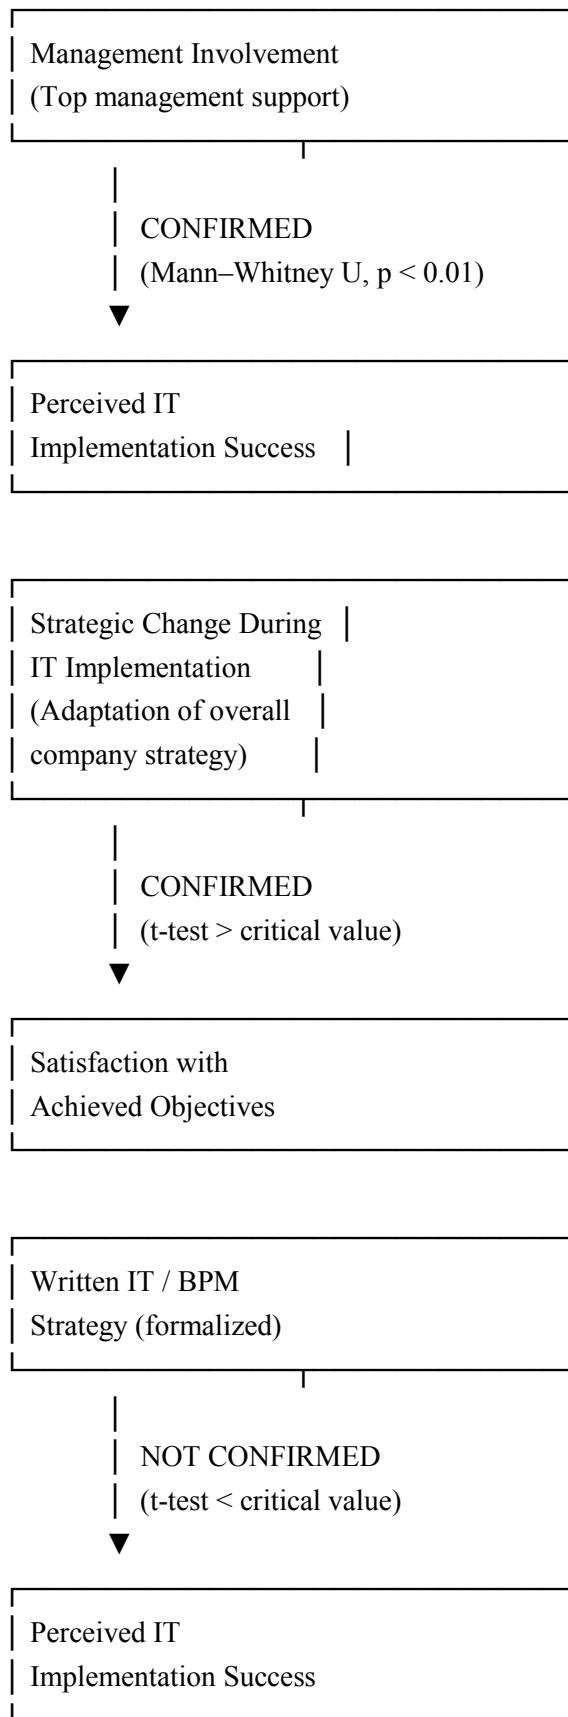 Management Involvement
(Top management support)
CONFIRMED
(Mann–Whitney U, p < 0.01)
Perceived IT
Implementation Success
Strategic Change During
IT Implementation
(Adaptation of overall
company strategy)
CONFIRMED
(t-test > critical value)
Satisfaction with
Achieved Objectives
Written IT / BPM
Strategy (formalized)
NOT CONFIRMED
(t-test < critical value)
Perceived IT
Implementation Success